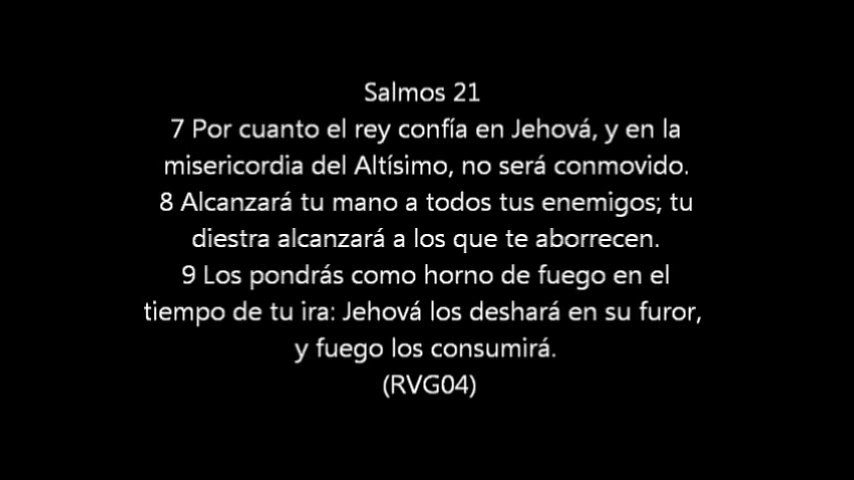 Salmos 21
7 Por cuanto el rey confía en Jehová, y en la
misericordia del Altísimo, no será conmovido.
8 Alcanzará tu mano a todos tus enemigos; tu
diestra alcanzará a los que te aborrecen.
9 Los pondrás como horno de fuego en el
tiempo de tu ira: Jehová los deshará en su furor,
y fuego los consumirá.
(RVG04)